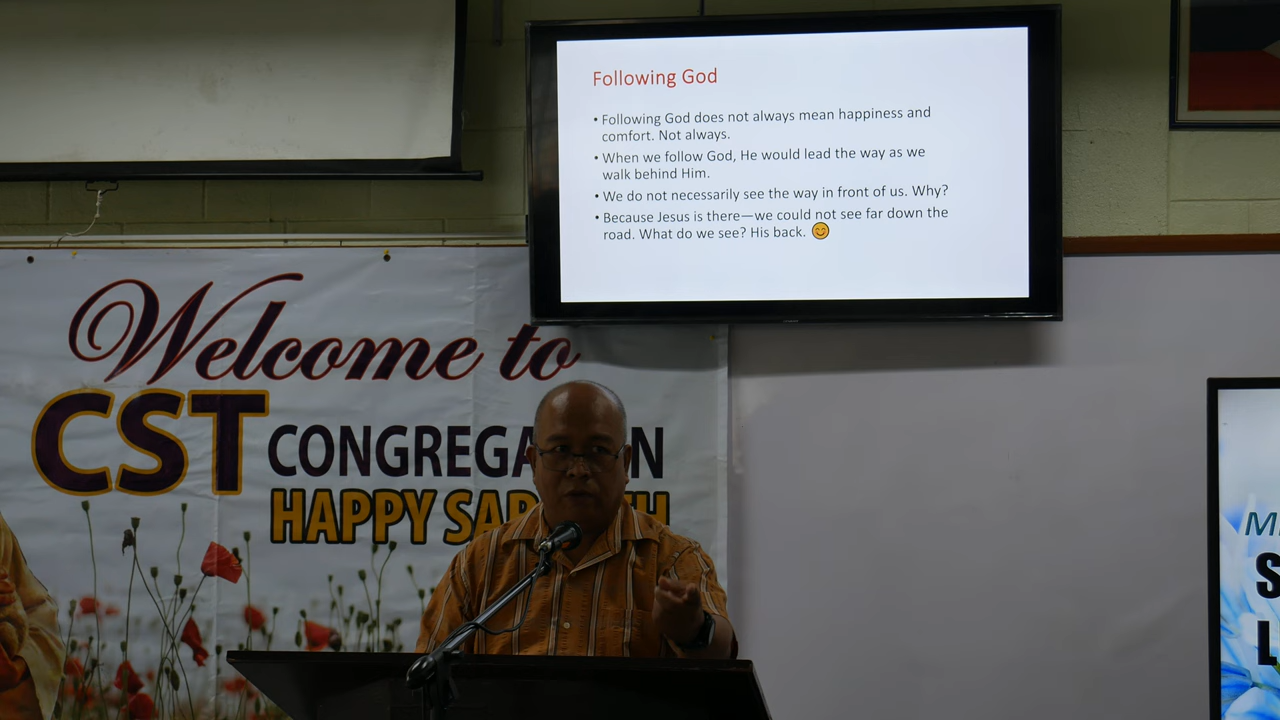 Following God
• Following God does not always mean happiness and
comfort. Not always.
• When we follow God, He would lead the way as we
walk behind Him.
• We do not necessarily see the way in front of us. Why?
• Because Jesus is there—we could not see far down the
road. What do we see? His back. 😊
Welcome to
CST
HAPPY